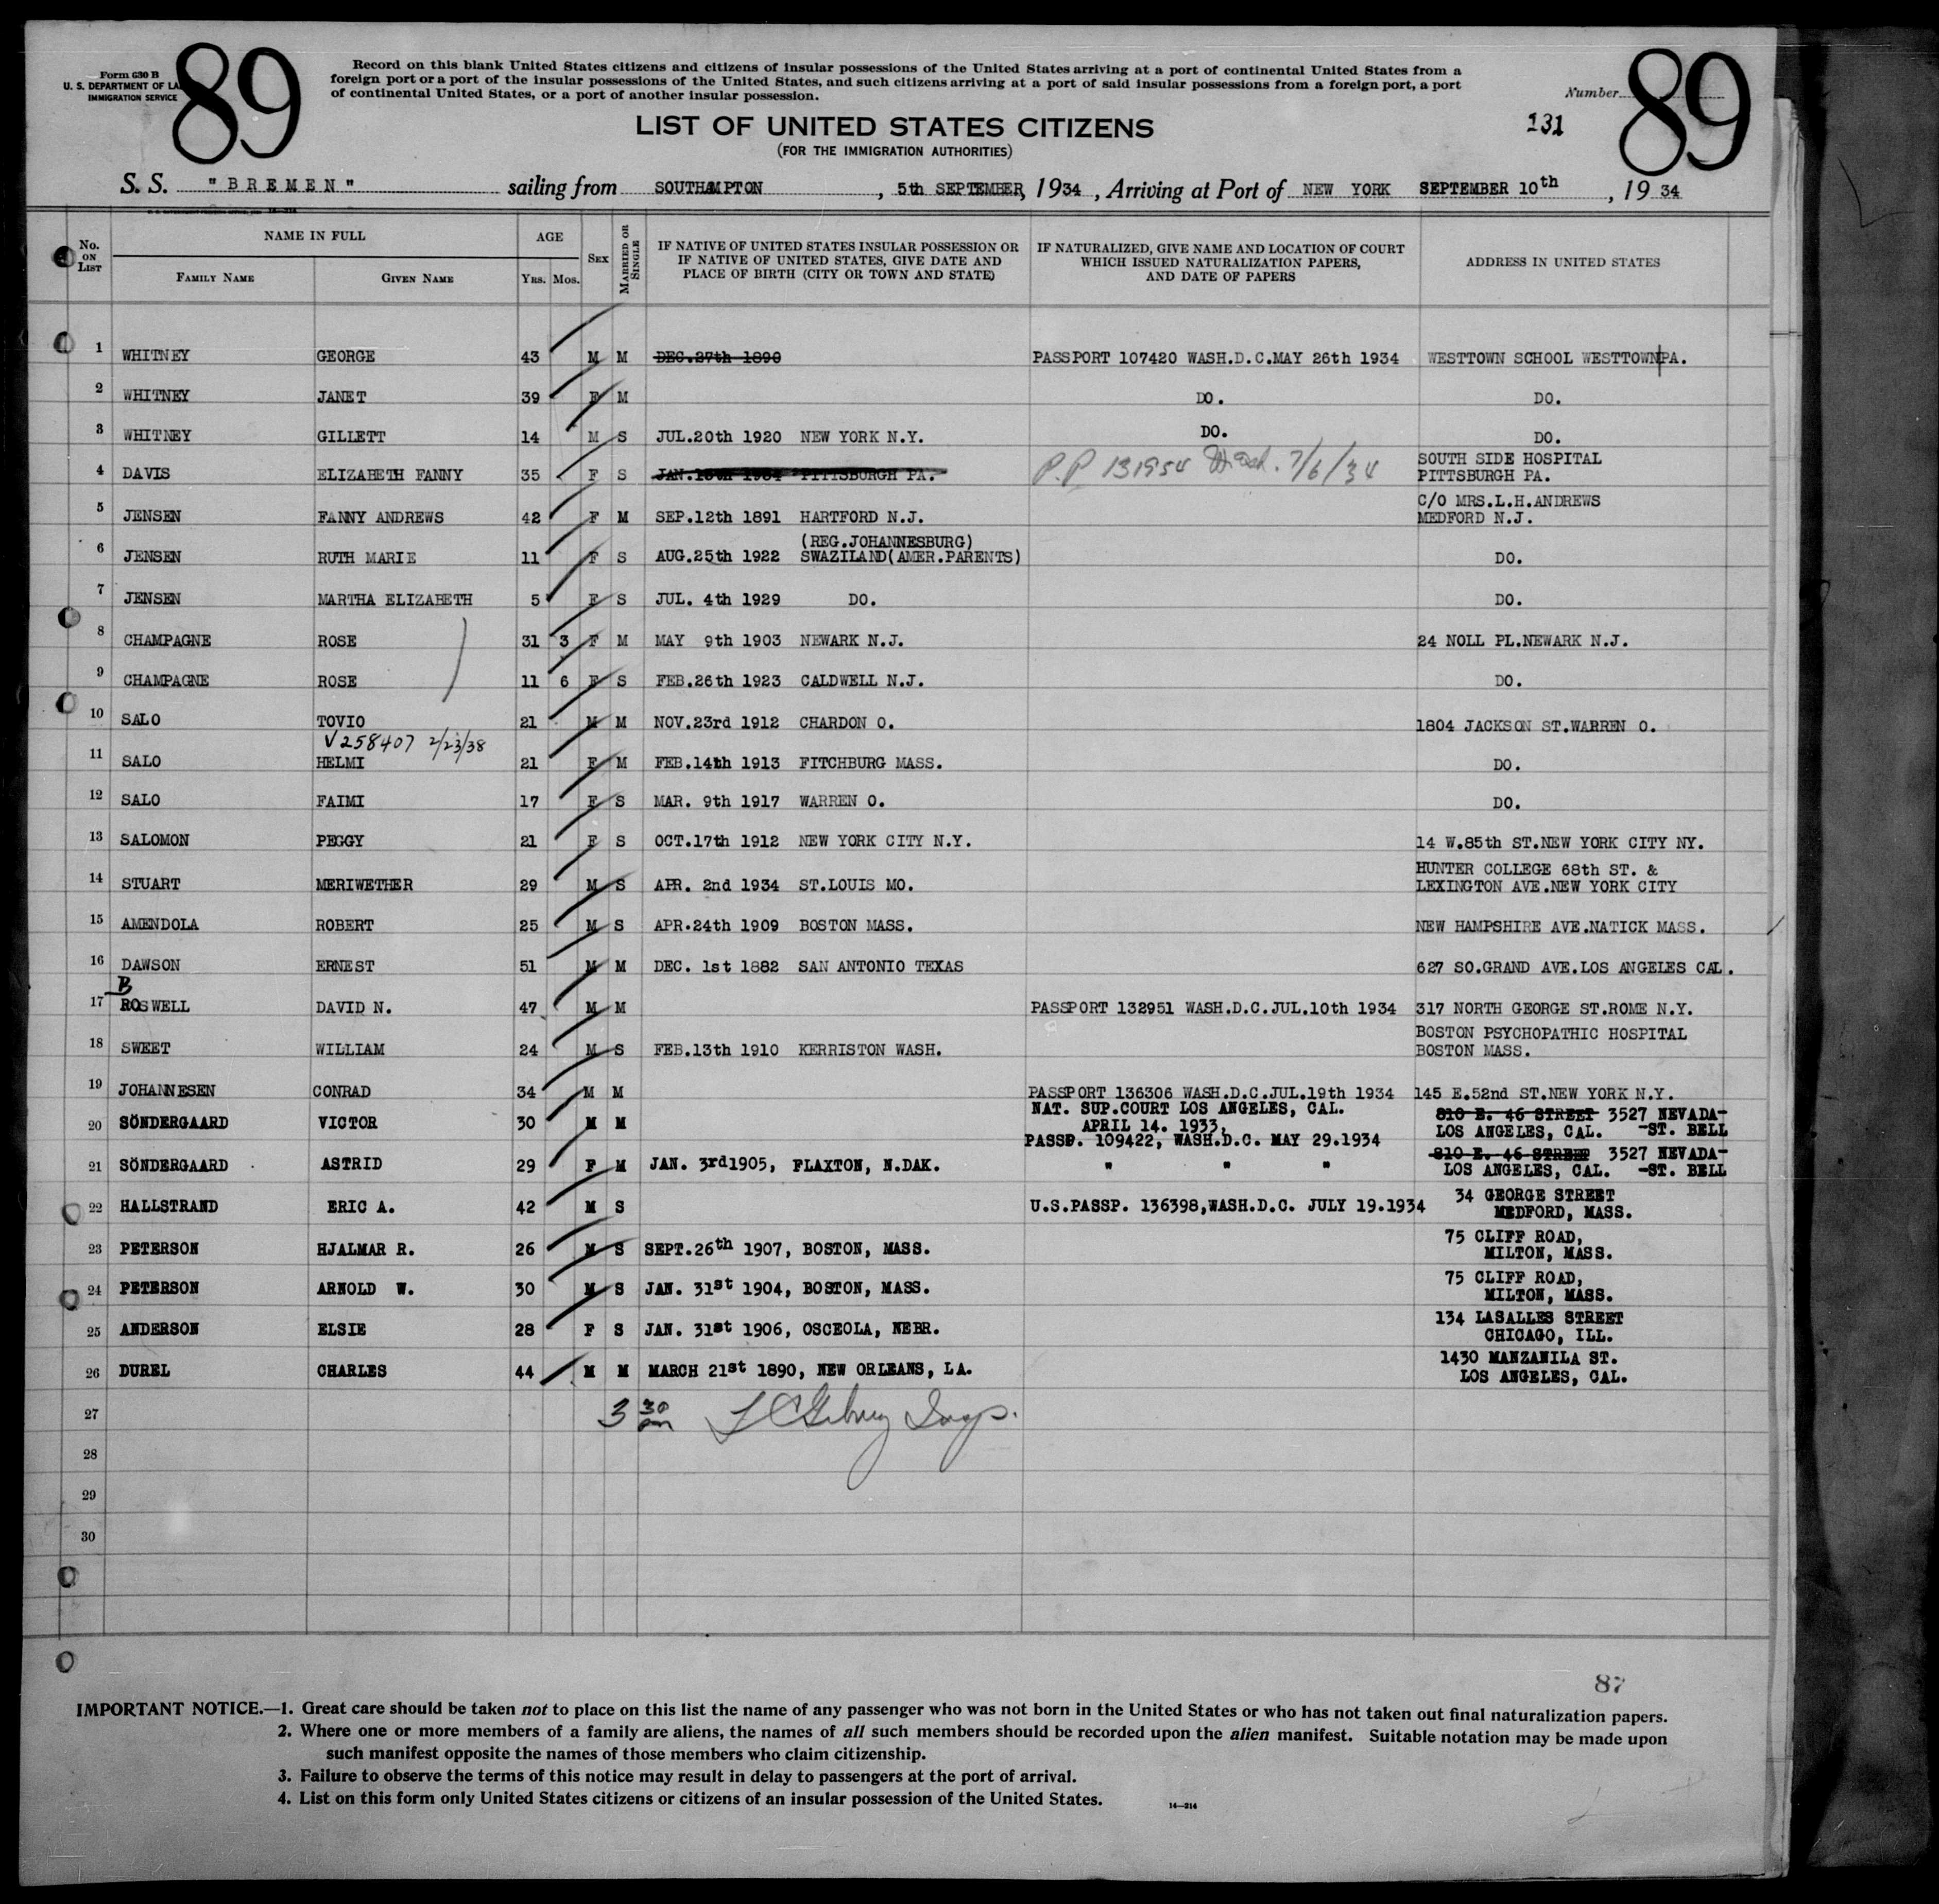 89
89
Form 630 B
U. S. DEPARTMENT OF LA
IMMIGRATION SERVICE
Record on this blank United States citizens and citizens of insular possessions of the United States arriving at a port of continental United States from a
foreign port or a port of the insular possessions of the United States, and such citizens arriving at a port of said insular possessions from a foreign port, a port
of continental United States, or a port of another insular possession.
Number
131
LIST OF UNITED STATES CITIZENS
(FOR THE IMMIGRATION AUTHORITIES)
S. S. "BREMEN" sailing from SOUTHAMPTON, 5th SEPTEMBER, 1934, Arriving at Port of NEW YORK SEPTEMBER 10th, 1934
No. ON LIST NAME IN FULL AGE SEX MARRIED OR SINGLE
FAMILY NAME GIVEN NAME YRS. MOS.
IF NATIVE OF UNITED STATES INSULAR POSSESSION OR
IF NATIVE OF UNITED STATES, GIVE DATE AND
PLACE OF BIRTH (CITY OR TOWN AND STATE)
IF NATURALIZED, GIVE NAME AND LOCATION OF COURT
WHICH ISSUED NATURALIZATION PAPERS,
AND DATE OF PAPERS
ADDRESS IN UNITED STATES
1 WHITNEY GEORGE 43 M M DEC.27th 1890 PASSPORT 107420 WASH.D.C.MAY 26th 1934 WESTTOWN SCHOOL WESTTOWN PA.
2 WHITNEY JANET 39 F M DO. DO.
3 WHITNEY GILLETT 14 M S JUL.20th 1920 NEW YORK N.Y. DO. DO.
4 DAVIS ELIZABETH FANNY 35 F S PITTSBURGH PA. P.P 131954 Wash. 7/6/34 SOUTH SIDE HOSPITAL
PITTSBURGH PA.
5 JENSEN FANNY ANDREWS 42 F M SEP.12th 1891 HARTFORD N.J. C/O MRS.L.H.ANDREWS
MEDFORD N.J.
(REG.JOHANNESBURG)
6 JENSEN RUTH MARIE 11 F S AUG.25th 1922 SWAZILAND(AMER.PARENTS) DO.
7 JENSEN MARTHA ELIZABETH 5 F S JUL. 4th 1929 DO. DO.
8 CHAMPAGNE ROSE 31 3 F M MAY 9th 1903 NEWARK N.J. 24 NOLL PL.NEWARK N.J.
9 CHAMPAGNE ROSE 11 6 F S FEB.26th 1923 CALDWELL N.J. DO.
10 SALO TOVIO 21 M M NOV.23rd 1912 CHARDON O. 1804 JACKSON ST.WARREN O.
V258407 2/23/38
11 SALO HELMI 21 F M FEB.14th 1913 FITCHBURG MASS. DO.
12 SALO FAIMI 17 F S MAR. 9th 1917 WARREN O. DO.
13 SALOMON PEGGY 21 F S OCT.17th 1912 NEW YORK CITY N.Y. 14 W.85th ST.NEW YORK CITY NY.
14 STUART MERIWETHER 29 M S APR. 2nd 1934 ST.LOUIS MO. HUNTER COLLEGE 68th ST. &
LEXINGTON AVE.NEW YORK CITY
15 AMENDOLA ROBERT 25 M S APR.24th 1909 BOSTON MASS. NEW HAMPSHIRE AVE.NATICK MASS.
16 DAWSON ERNEST 51 M M DEC. 1st 1882 SAN ANTONIO TEXAS 627 SO.GRAND AVE.LOS ANGELES CAL.
B
17 ROSWELL DAVID N. 47 M M PASSPORT 132951 WASH.D.C.JUL.10th 1934 317 NORTH GEORGE ST.ROME N.Y.
18 SWEET WILLIAM 24 M S FEB.13th 1910 KERRISTON WASH. BOSTON PSYCHOPATHIC HOSPITAL
BOSTON MASS.
19 JOHANNESEN CONRAD 34 M M PASSPORT 136306 WASH.D.C.JUL.19th 1934 145 E.52nd ST.NEW YORK N.Y.
20 SÖNDERGAARD VICTOR 30 M M NAT. SUP.COURT LOS ANGELES, CAL.
APRIL 14. 1933,
PASSP. 109422, WASH.D.C. MAY 29.1934
810 E. 46 STREET 3527 NEVADA-
LOS ANGELES, CAL. -ST. BELL
21 SÖNDERGAARD ASTRID 29 F M JAN. 3rd 1905, FLAXTON, N.DAK. " " " 810 E. 46 STREET 3527 NEVADA-
LOS ANGELES, CAL. -ST. BELL
22 HALLSTRAND ERIC A. 42 M S U.S.PASSP. 136398,WASH.D.C. JULY 19.1934 34 GEORGE STREET
MEDFORD, MASS.
23 PETERSON HJALMAR R. 26 M S SEPT.26th 1907, BOSTON, MASS. 75 CLIFF ROAD,
MILTON, MASS.
24 PETERSON ARNOLD W. 30 M S JAN. 31st 1904, BOSTON, MASS. 75 CLIFF ROAD,
MILTON, MASS.
25 ANDERSON ELSIE 28 F S JAN. 31st 1906, OSCEOLA, NEBR. 134 LASALLES STREET
CHICAGO, ILL.
26 DUREL CHARLES 44 M M MARCH 21st 1890, NEW ORLEANS, LA. 1430 MANZANILA ST.
LOS ANGELES, CAL.
27 3 30 pm
28
29
30
87
IMPORTANT NOTICE.—1. Great care should be taken not to place on this list the name of any passenger who was not born in the United States or who has not taken out final naturalization papers.
2. Where one or more members of a family are aliens, the names of all such members should be recorded upon the alien manifest. Suitable notation may be made upon
such manifest opposite the names of those members who claim citizenship.
3. Failure to observe the terms of this notice may result in delay to passengers at the port of arrival.
4. List on this form only United States citizens or citizens of an insular possession of the United States.
14—214